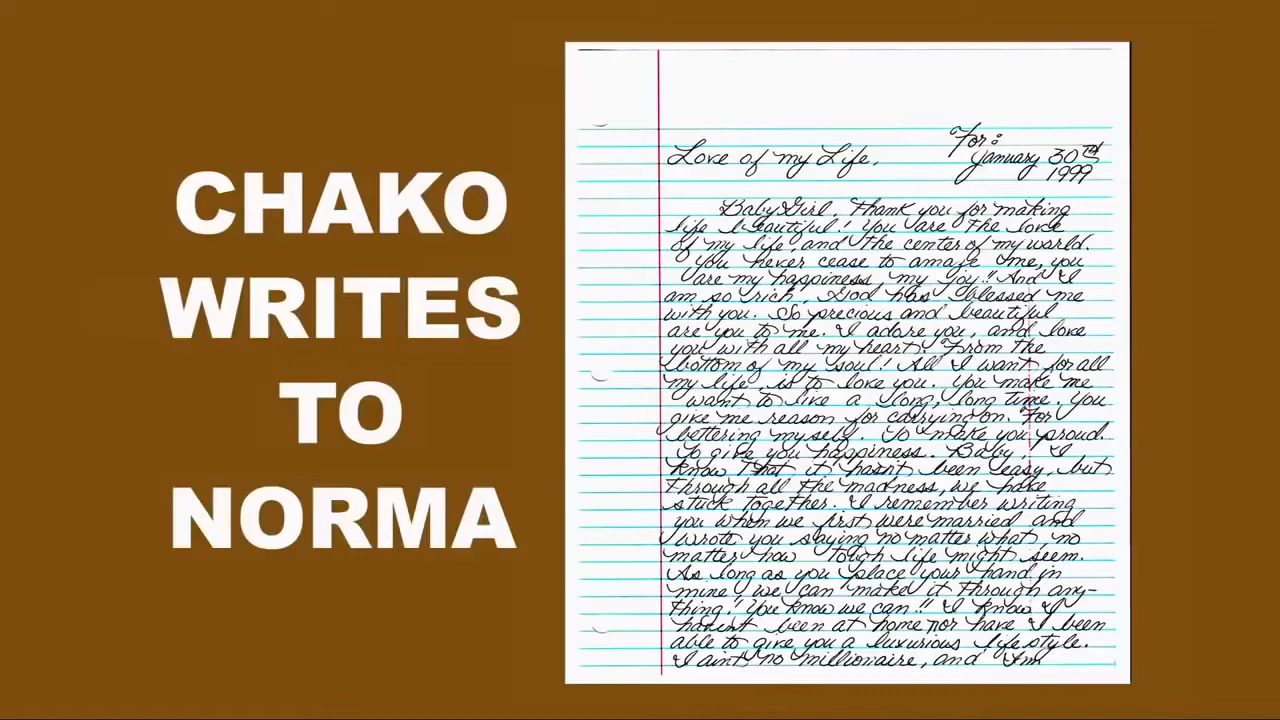 CHAKO
WRITES
TO
NORMA
For:
Love of my Life,
January 30TH
1999
Baby Girl, Thank you for making
life beautiful! You are the love
of my life, and the center of my world.
You never cease to amaze me, you
are my happiness my joy!! And I
am so rich, God has blessed me
with you. So precious and beautiful
are you to me. I adore you, and love
you with all my heart! From the
bottom of my soul! All I want for all
my life, is to love you. You make me
want to live a long, long time. You
give me reason for carrying on. For
bettering myself. To make you proud.
To give you happiness. Baby, I
know that it hasn't been easy, but
through all the madness, we have
stuck together. I remember writing
you when we first were married and
I wrote you saying no matter what, no
matter how tough life might seem.
As long as you place your hand in
mine, we can make it through any-
thing! You know we can!! I know I
havent been at home nor have I been
able to give you a luxurious lifestyle.
I ain't no millionaire, and I'm